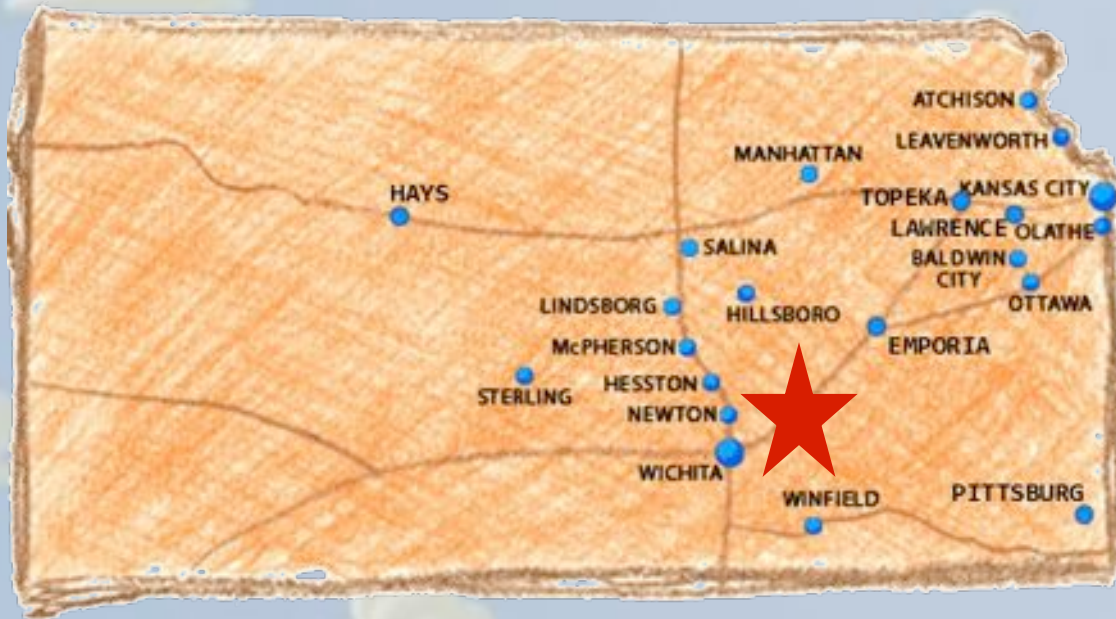 ATCHISON
LEAVENWORTH
MANHATTAN
KANSAS CITY
HAYS
TOPEKA
LAWRENCE
OLATHE
SALINA
BALDWIN
CITY
LINDSBORG
HILLSBORO
OTTAWA
McPHERSON
EMPORIA
HESSTON
STERLING
NEWTON
WICHITA
WINFIELD
PITTSBURG